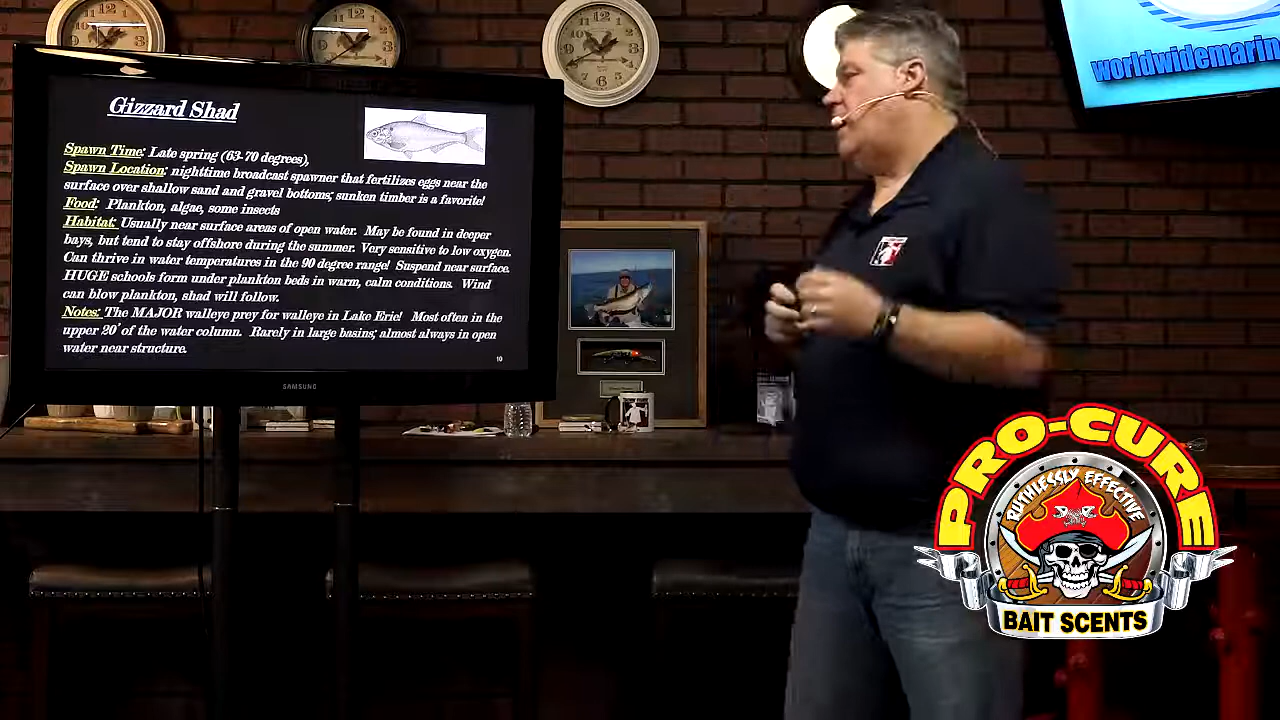 Gizzard Shad
Spawn Time: Late spring (63-70 degrees),
Spawn Location: nighttime broadcast spawner that fertilizes eggs near the
surface over shallow sand and gravel bottoms; sunken timber is a favorite!
Food: Plankton, algae, some insects
Habitat: Usually near surface areas of open water. May be found in deeper
bays, but tend to stay offshore during the summer. Very sensitive to low oxygen.
Can thrive in water temperatures in the 90 degree range! Suspend near surface.
HUGE schools form under plankton beds in warm, calm conditions. Wind
can blow plankton, shad will follow.
Notes: The MAJOR walleye prey for walleye in Lake Erie! Most often in the
upper 20' of the water column. Rarely in large basins; almost always in open
water near structure.
10
SAMSUNG
worldwidemarin
PRO-CURE
RUTHLESSLY EFFECTIVE
BAIT SCENTS